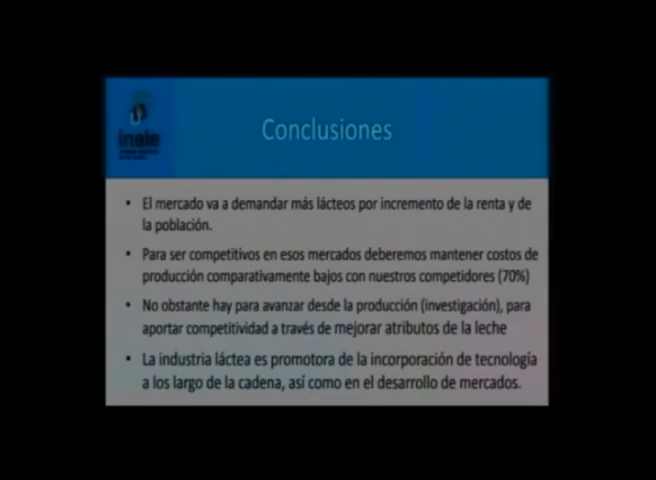 inale
Conclusiones
• El mercado va a demandar más lácteos por incremento de la renta y de
la población.
• Para ser competitivos en esos mercados deberemos mantener costos de
producción comparativamente bajos con nuestros competidores (70%)
• No obstante hay para avanzar desde la producción (investigación), para
aportar competitividad a través de mejorar atributos de la leche
• La industria láctea es promotora de la incorporación de tecnología
a los largo de la cadena, así como en el desarrollo de mercados.